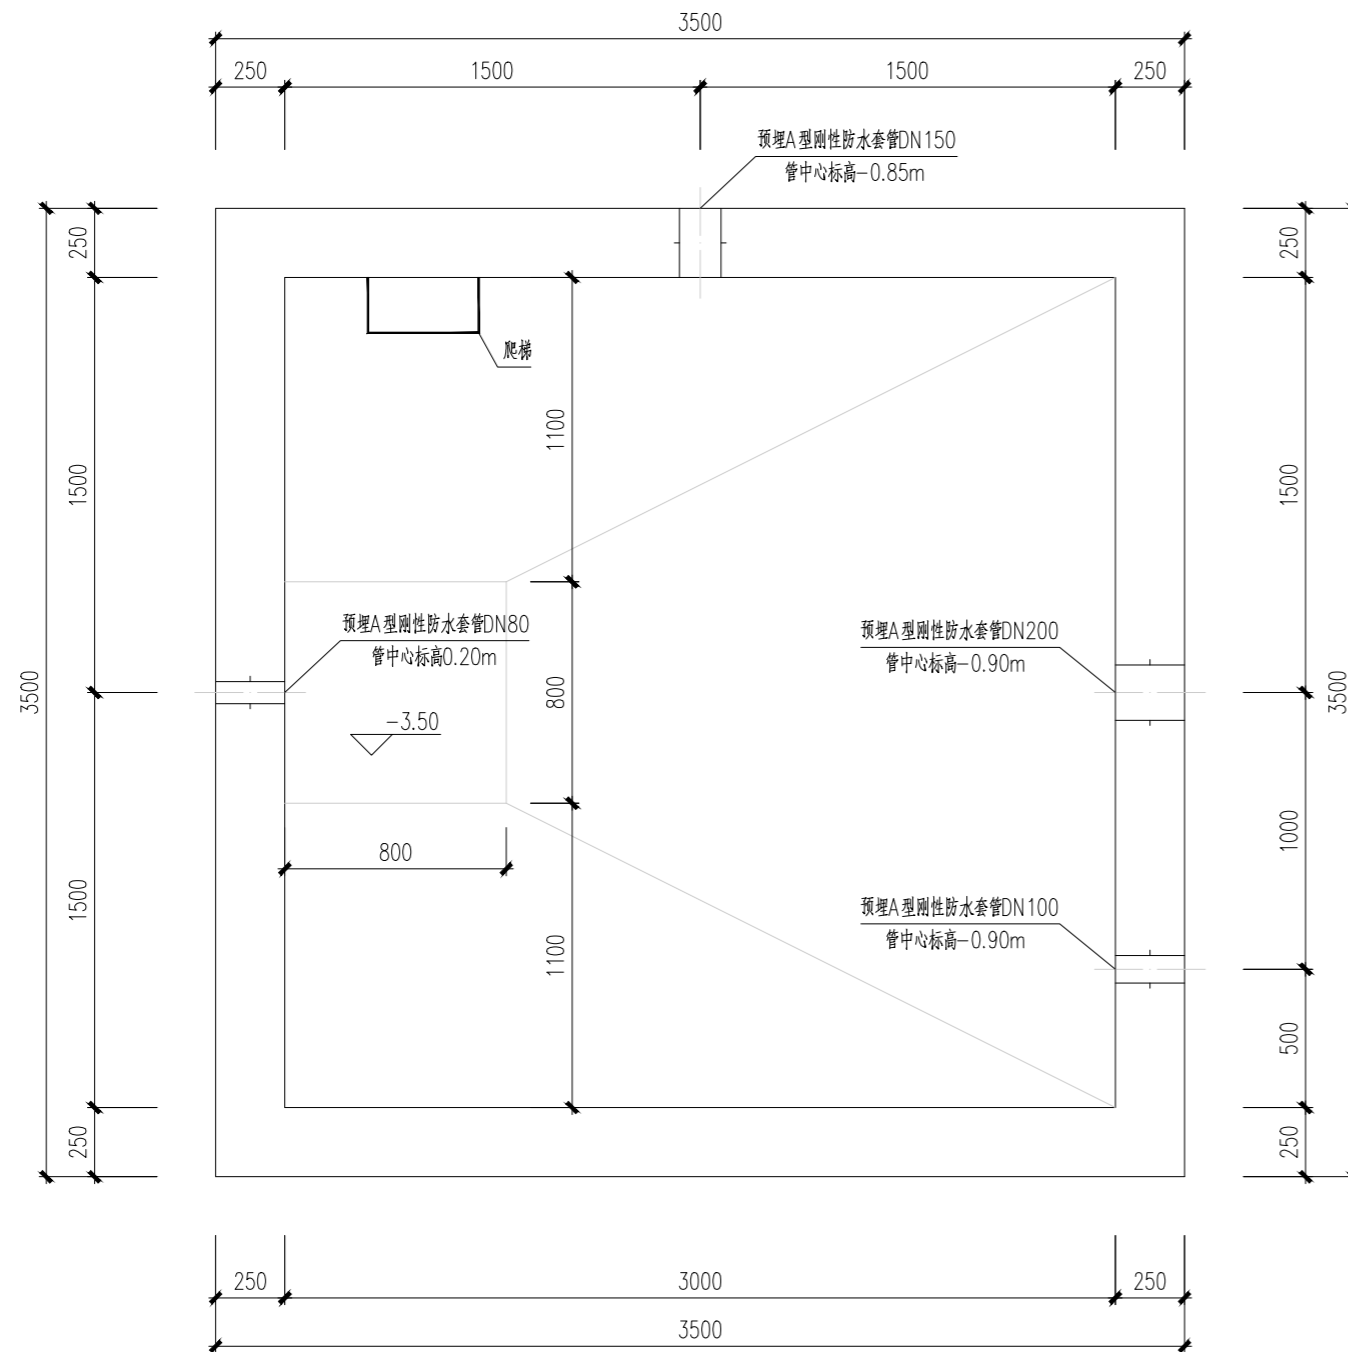 3500
250 1500 1500 250
预埋A型刚性防水套管DN150
管中心标高-0.85m
250
250
爬梯
1100
1500
1500
预埋A型刚性防水套管DN80
管中心标高0.20m
预埋A型刚性防水套管DN200
管中心标高-0.90m
3500
800
3500
-3.50
800
1000
1500
预埋A型刚性防水套管DN100
管中心标高-0.90m
1100
500
250
250
250 3000 250
3500